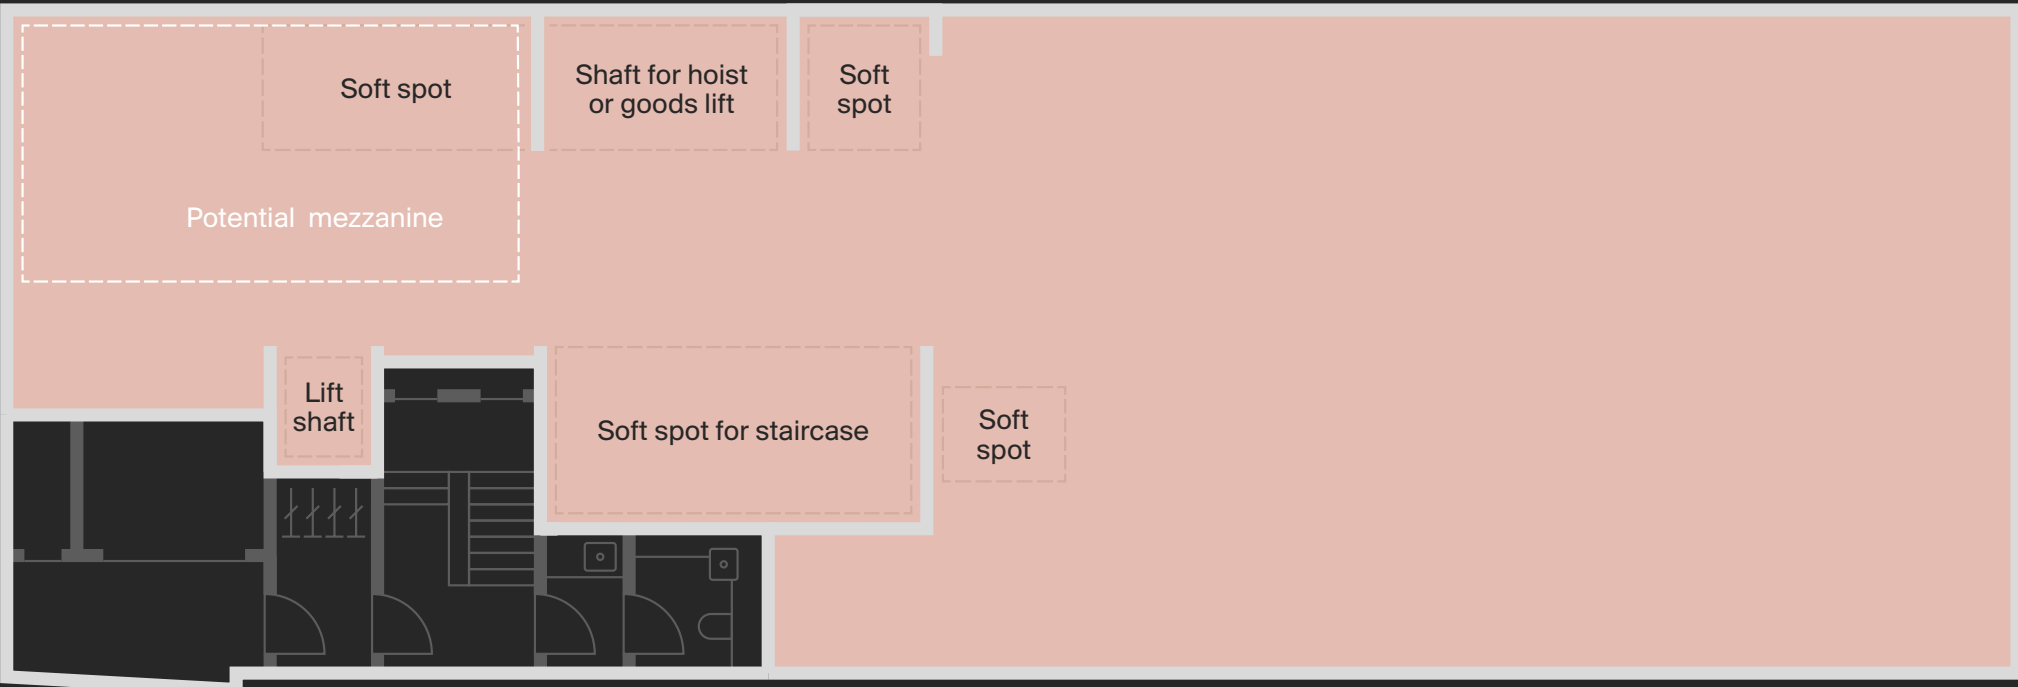 Soft spot
Shaft for hoist
or goods lift
Soft
spot
Potential mezzanine
Lift
shaft
Soft spot for staircase
Soft
spot